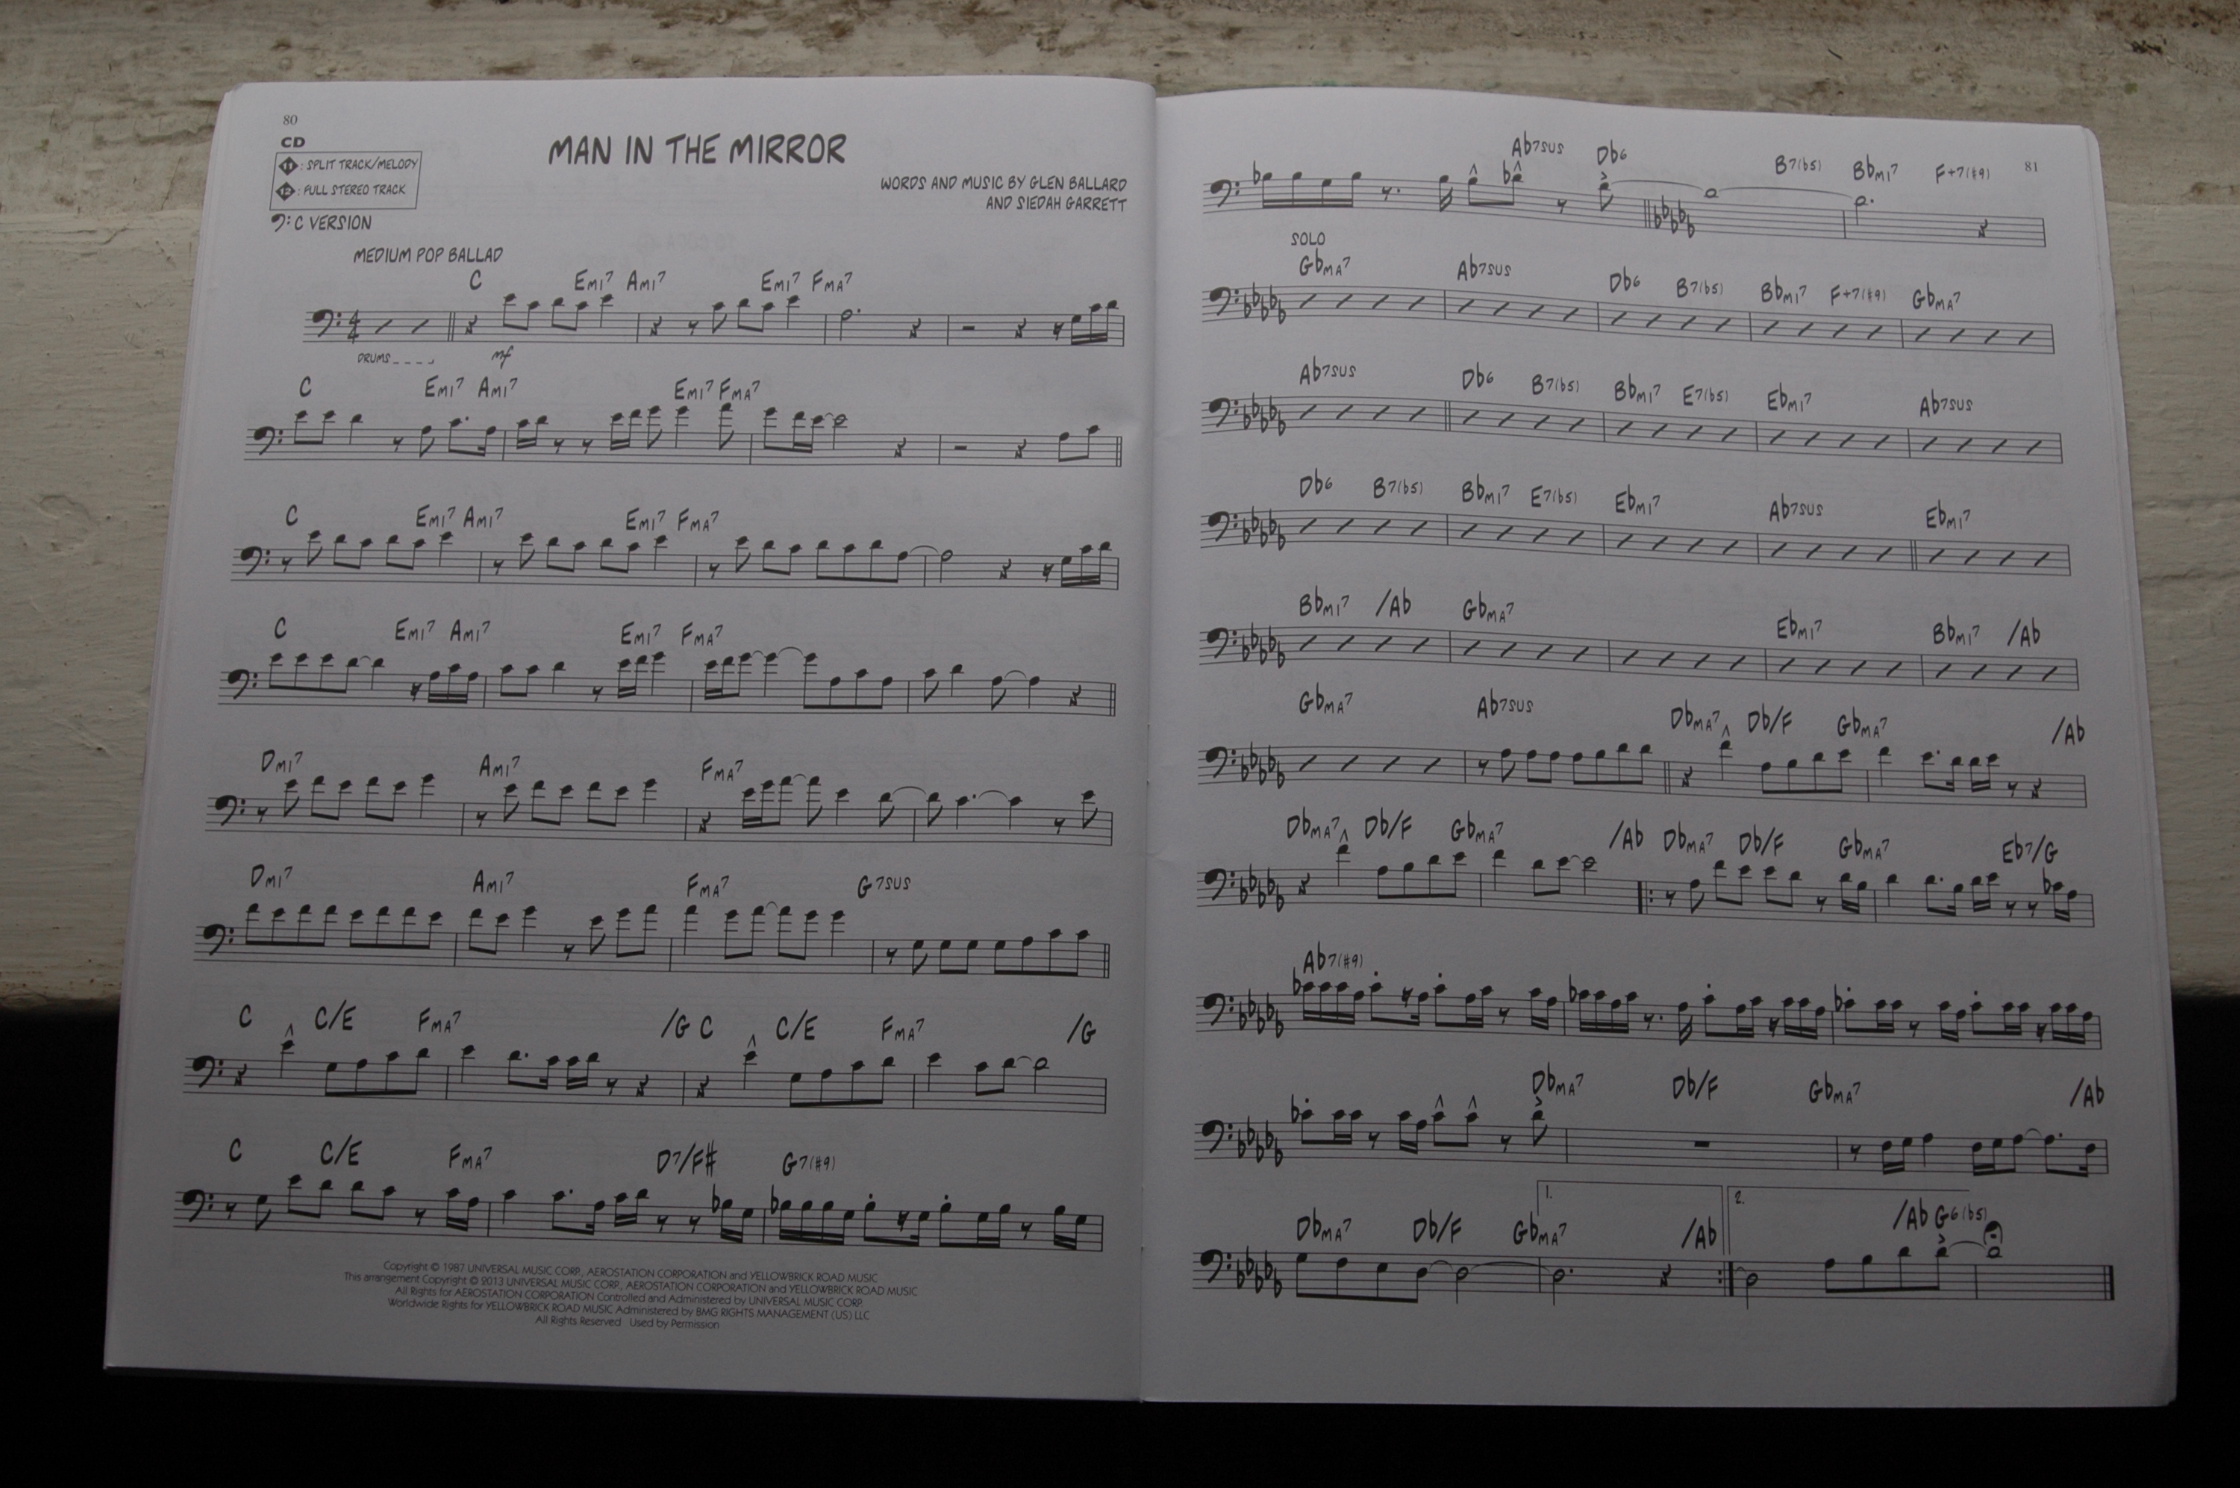 80
CD
11: SPLIT TRACK/MELODY
12: FULL STEREO TRACK
MAN IN THE MIRROR
WORDS AND MUSIC BY GLEN BALLARD
AND SIEDAH GARRETT
C VERSION
MEDIUM POP BALLAD
C EMI7 AMI7 EMI7 FMA7
4 4
DRUMS
mf
C EMI7 AMI7 EMI7 FMA7
C EMI7 AMI7 EMI7 FMA7
C EMI7 AMI7 EMI7 FMA7
DMI7 AMI7 FMA7
DMI7 AMI7 FMA7 G7SUS
C C/E FMA7 /G C C/E FMA7 /G
C C/E FMA7 D7/F# G7(#9)
Copyright © 1987 UNIVERSAL MUSIC CORP., AEROSTATION CORPORATION and YELLOWBRICK ROAD MUSIC
This arrangement Copyright © 2013 UNIVERSAL MUSIC CORP., AEROSTATION CORPORATION and YELLOWBRICK ROAD MUSIC
All Rights for AEROSTATION CORPORATION Controlled and Administered by UNIVERSAL MUSIC CORP.
Worldwide Rights for YELLOWBRICK ROAD MUSIC Administered by BMG RIGHTS MANAGEMENT (US) LLC
All Rights Reserved Used by Permission
81
Ab7SUS Db6 B7(b5) BbMI7 F+7(#9)
SOLO
GbMA7 Ab7SUS Db6 B7(b5) BbMI7 F+7(#9) GbMA7
Ab7SUS Db6 B7(b5) BbMI7 E7(b5) EbMI7 Ab7SUS
Db6 B7(b5) BbMI7 E7(b5) EbMI7 Ab7SUS EbMI7
BbMI7 /Ab GbMA7 EbMI7 BbMI7 /Ab
GbMA7 Ab7SUS DbMA7 Db/F GbMA7 /Ab
DbMA7 Db/F GbMA7 /Ab DbMA7 Db/F GbMA7 Eb7/G
Ab7(#9)
DbMA7 Db/F GbMA7 /Ab
1. 2.
DbMA7 Db/F GbMA7 /Ab /Ab G6(b5)